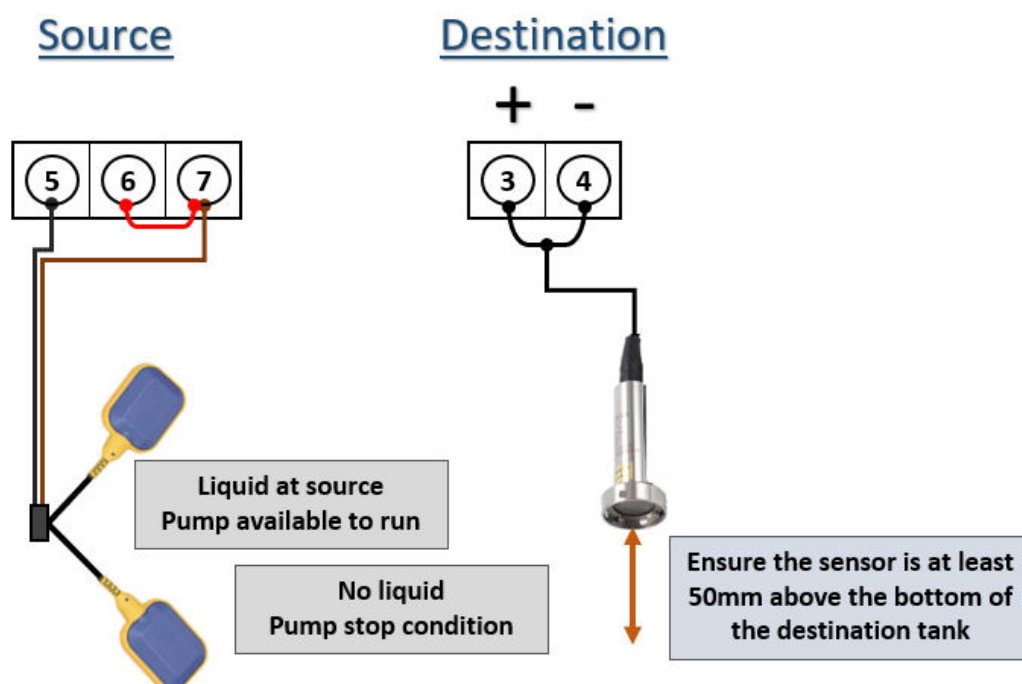 Source
Destination
+ -
5 6 7
3 4
Liquid at source
Pump available to run
No liquid
Pump stop condition
Ensure the sensor is at least
50mm above the bottom of
the destination tank